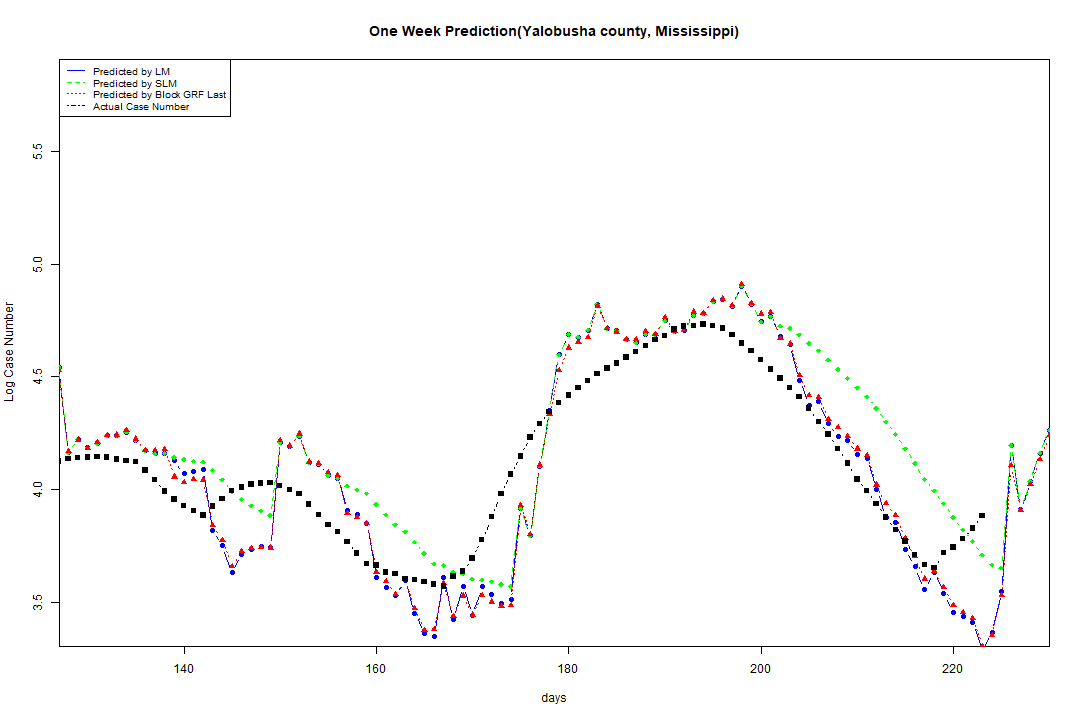 One Week Prediction(Yalobusha county, Mississippi)
Predicted by LM
Predicted by SLM
Predicted by Block GRF Last
Actual Case Number
5.5
5.0
4.5
4.0
3.5
Log Case Number
140 160 180 200 220
days